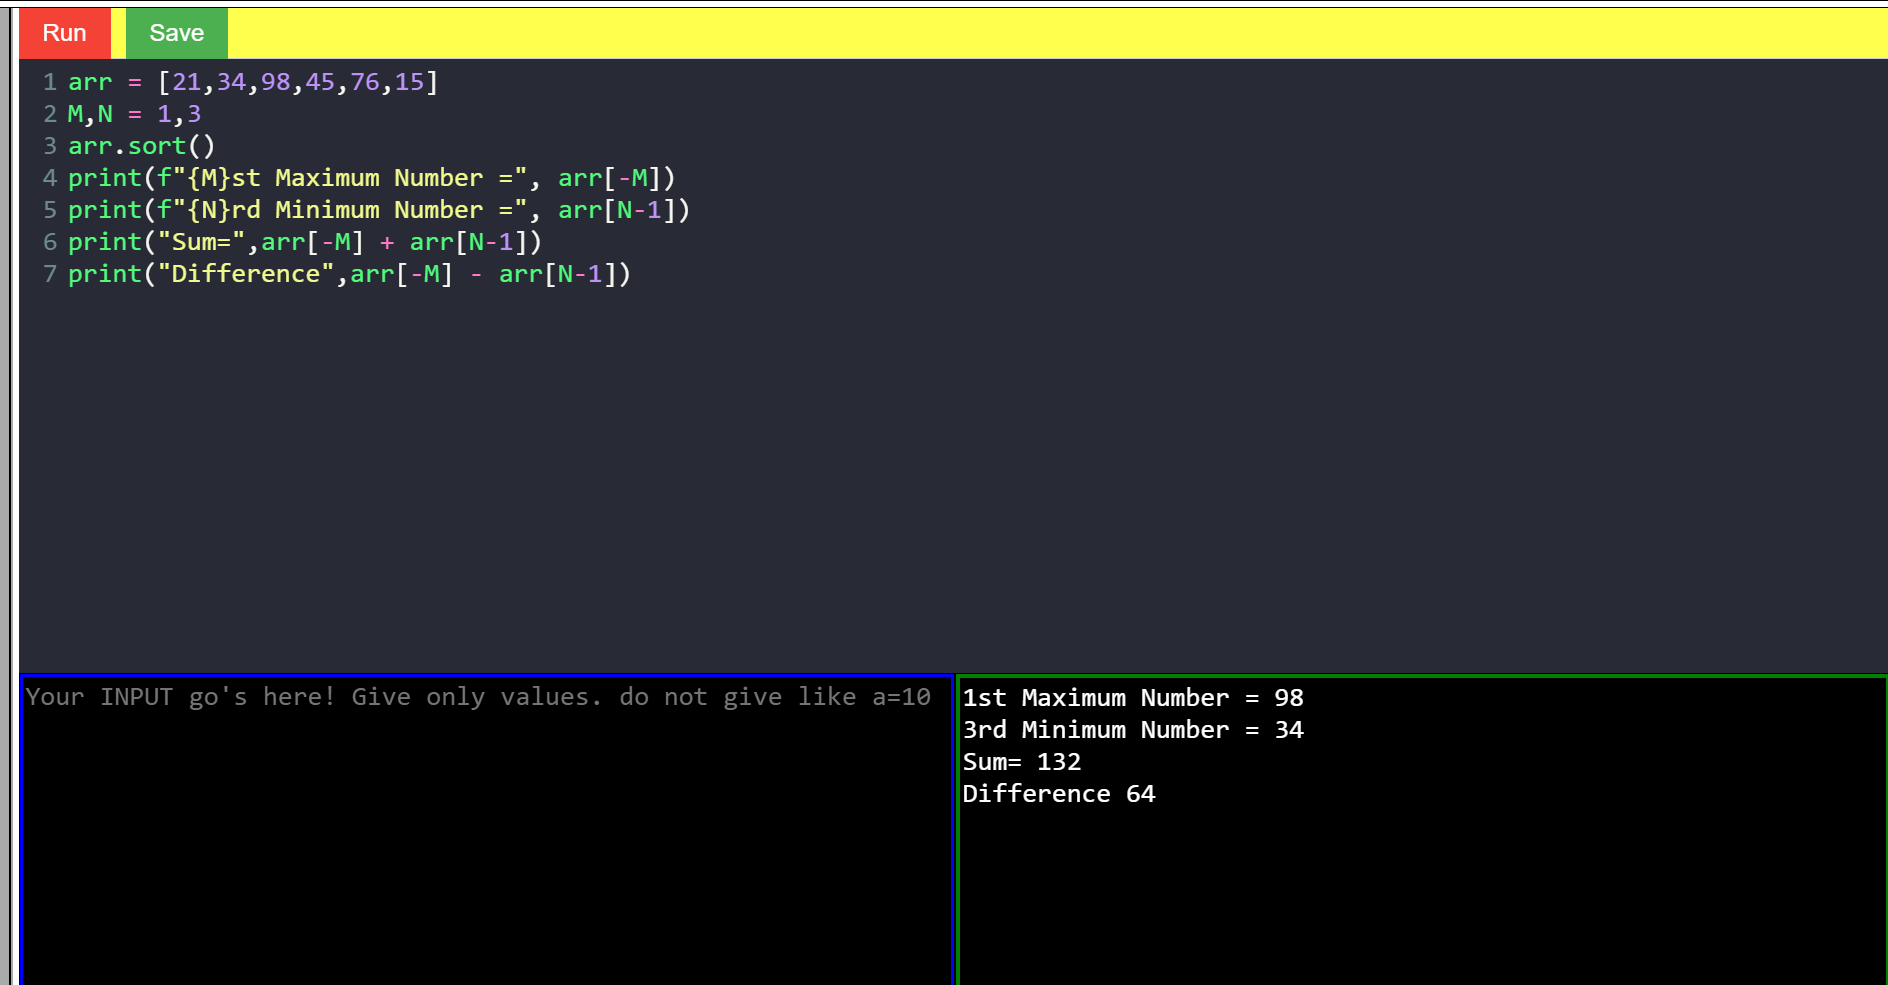 Run Save
1 arr = [21,34,98,45,76,15]
2 M,N = 1,3
3 arr.sort()
4 print(f"{M}st Maximum Number =", arr[-M])
5 print(f"{N}rd Minimum Number =", arr[N-1])
6 print("Sum=",arr[-M] + arr[N-1])
7 print("Difference",arr[-M] - arr[N-1])
Your INPUT go's here! Give only values. do not give like a=10
1st Maximum Number = 98
3rd Minimum Number = 34
Sum= 132
Difference 64